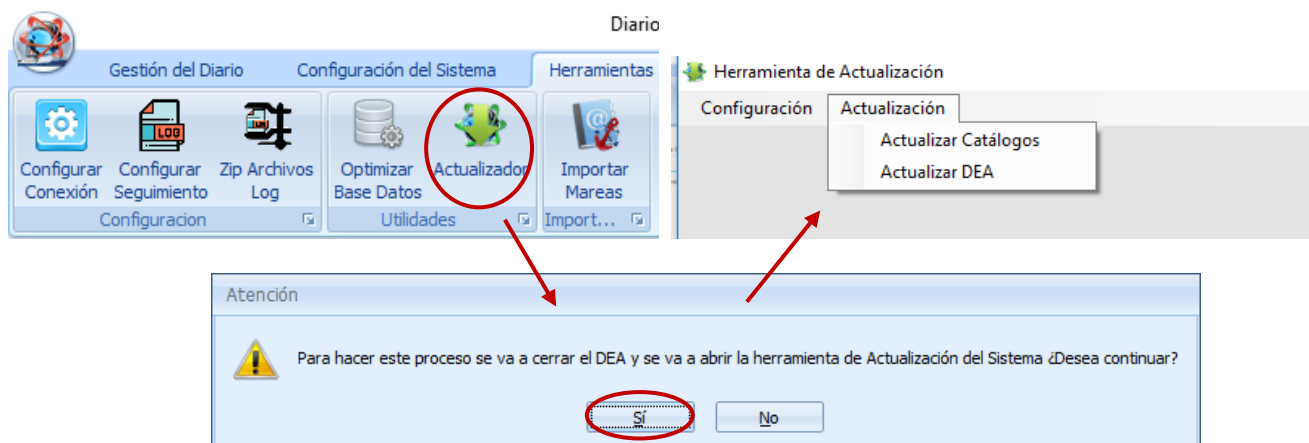 Diario
Gestión del Diario Configuración del Sistema Herramientas
LOG
Configurar Conexión
Configurar Seguimiento
Zip Archivos Log
Optimizar Base Datos
Actualizador
Importar Mareas
Configuracion
Utilidades
Import...
Herramienta de Actualización
Configuración Actualización
Actualizar Catálogos
Actualizar DEA
Atención
Para hacer este proceso se va a cerrar el DEA y se va a abrir la herramienta de Actualización del Sistema ¿Desea continuar?
Sí No